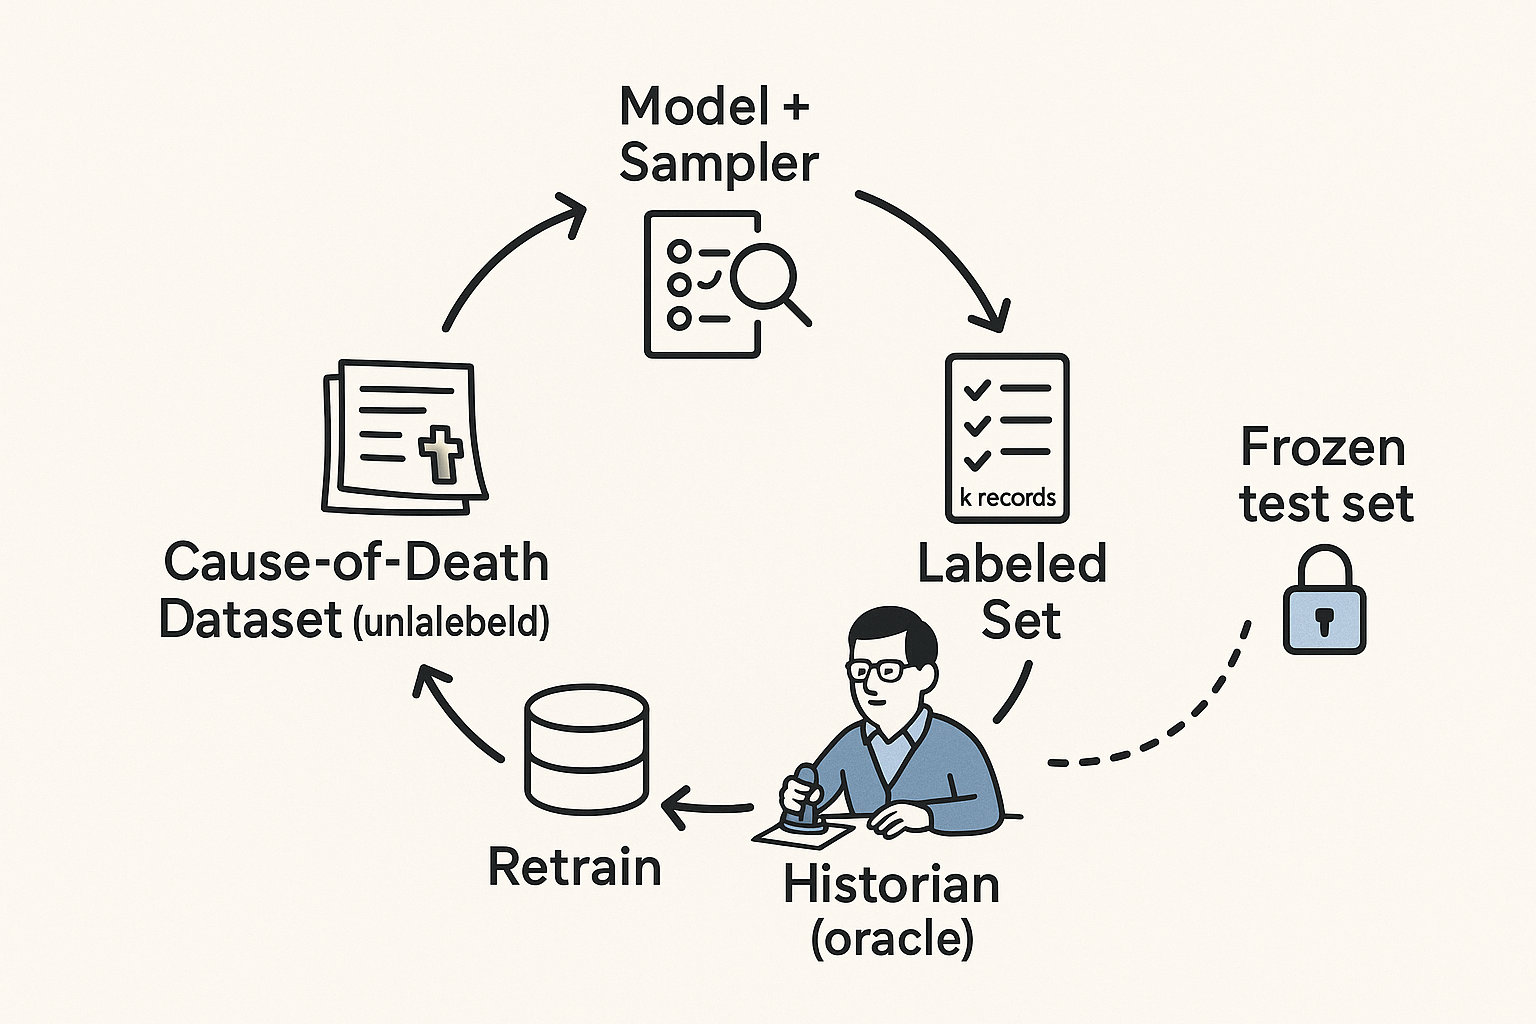 Model +
Sampler
k records
Labeled
Set
Frozen
test set
Cause-of-Death
Dataset (unlalebeld)
Retrain
Historian
(oracle)